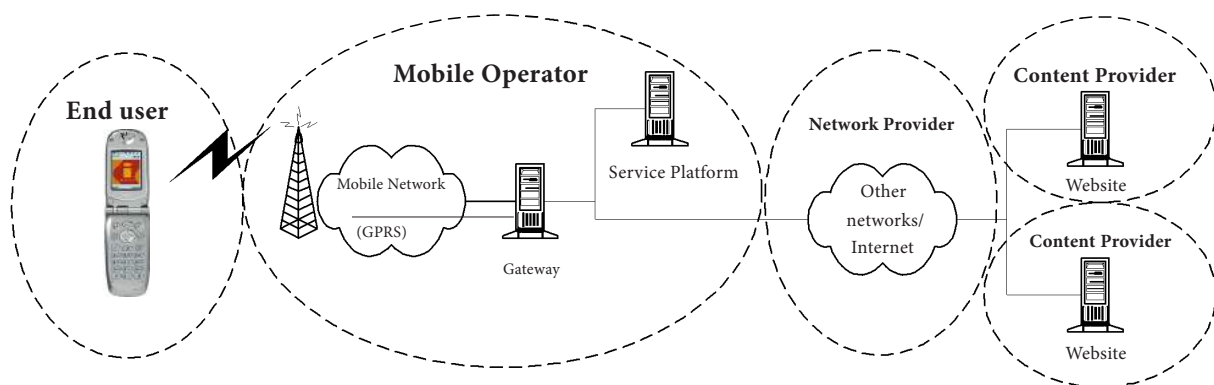 End user
Mobile Operator
Mobile Network
(GPRS)
Gateway
Service Platform
Network Provider
Other
networks/
Internet
Content Provider
Website
Content Provider
Website